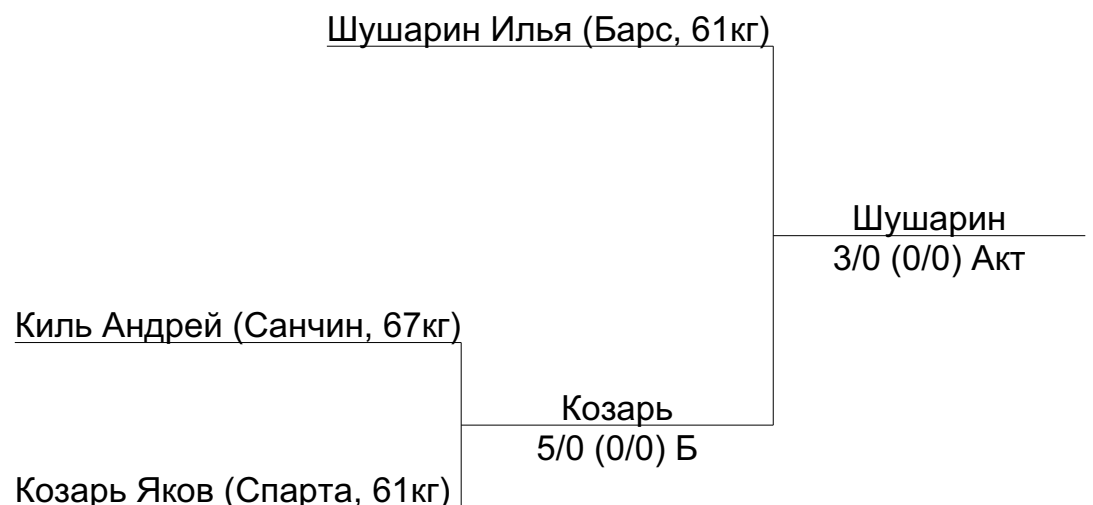 Шушарин Илья (Барс, 61кг)
Шушарин
3/0 (0/0) Акт
Киль Андрей (Санчин, 67кг)
Козарь
5/0 (0/0) Б
Козарь Яков (Спарта, 61кг)